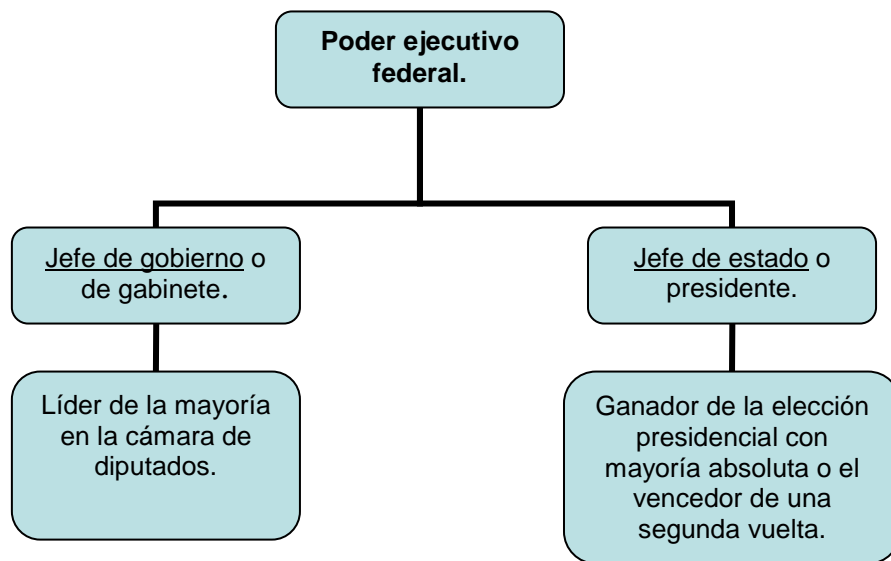 Poder ejecutivo
federal.
Jefe de gobierno o
de gabinete.
Jefe de estado o
presidente.
Líder de la mayoría
en la cámara de
diputados.
Ganador de la elección
presidencial con
mayoría absoluta o el
vencedor de una
segunda vuelta.